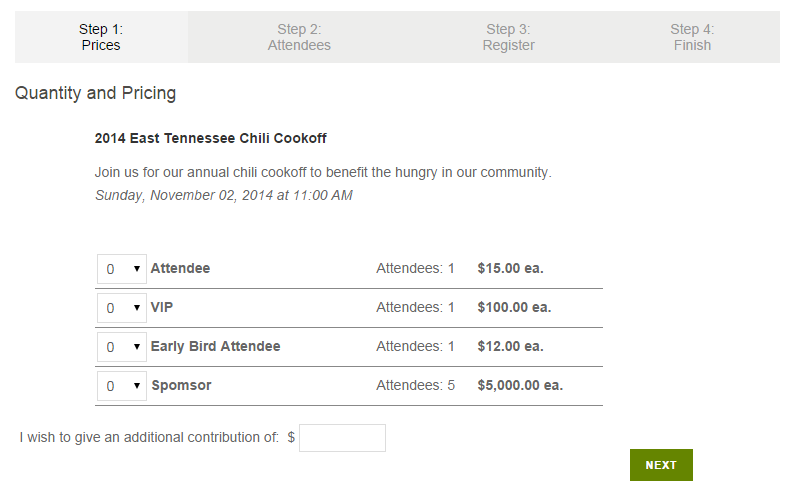 Step 1:
Prices
Step 2:
Attendees
Step 3:
Register
Step 4:
Finish
Quantity and Pricing
2014 East Tennessee Chili Cookoff
Join us for our annual chili cookoff to benefit the hungry in our community.
Sunday, November 02, 2014 at 11:00 AM
0 Attendee Attendees: 1 $15.00 ea.
0 VIP Attendees: 1 $100.00 ea.
0 Early Bird Attendee Attendees: 1 $12.00 ea.
0 Spomsor Attendees: 5 $5,000.00 ea.
I wish to give an additional contribution of: $
NEXT